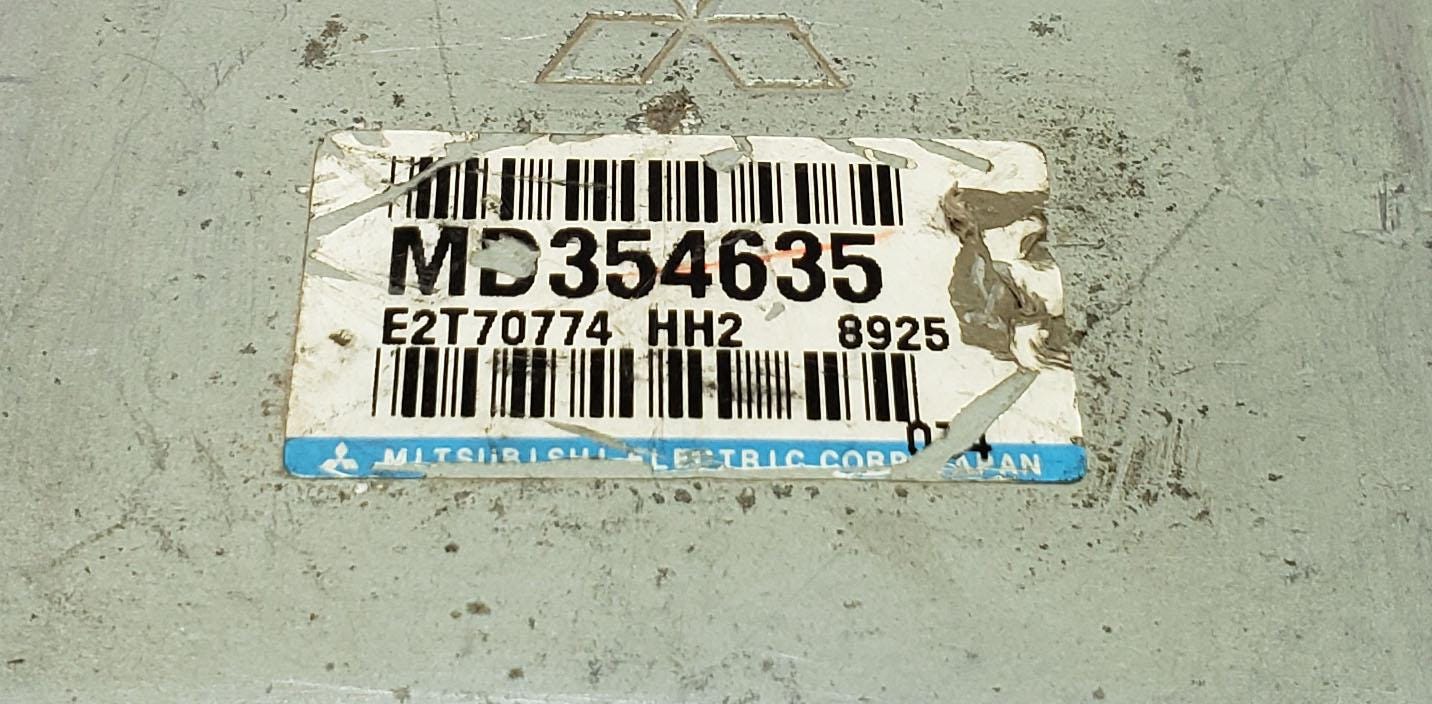 MD354635
E2T70774 HH2 8925
MITSUBISHI ELECTRIC CORP. JAPAN